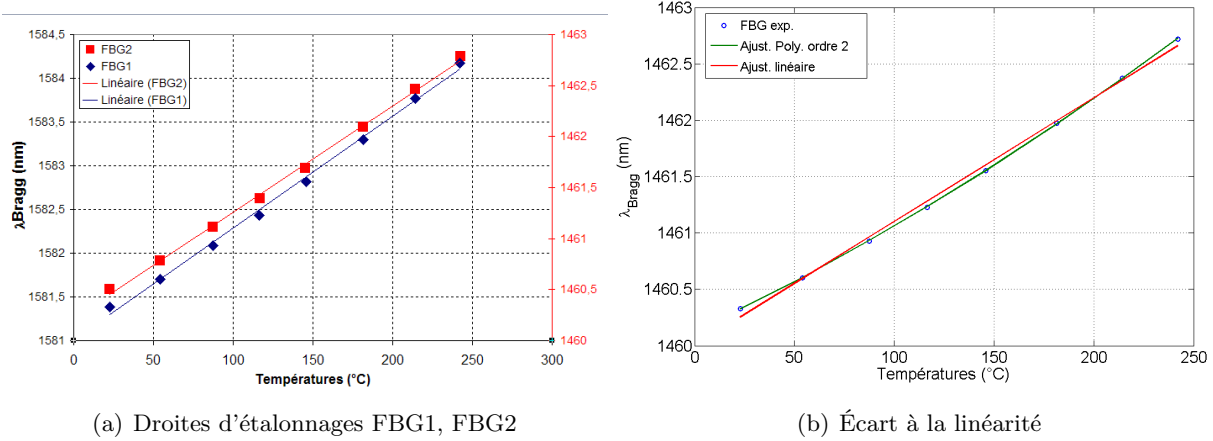 1584,5
1584
1583,5
1583
1582,5
1582
1581,5
1581
λBragg (nm)
FBG2
FBG1
Linéaire (FBG2)
Linéaire (FBG1)
1463
1462,5
1462
1461,5
1461
1460,5
1460
0 50 100 150 200 250 300
Températures (°C)
(a) Droites d'étalonnages FBG1, FBG2
1463
1462.5
1462
1461.5
1461
1460.5
1460
λBragg (nm)
FBG exp.
Ajust. Poly. ordre 2
Ajust. linéaire
0 50 100 150 200 250
Températures (°C)
(b) Écart à la linéarité